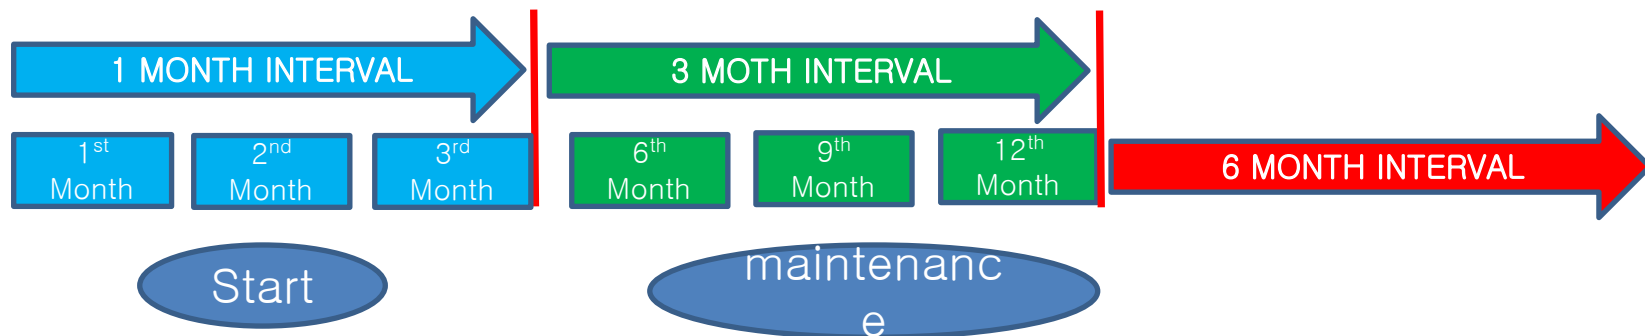 1 MONTH INTERVAL
3 MOTH INTERVAL
1st
Month
2nd
Month
3rd
Month
6th
Month
9th
Month
12th
Month
6 MONTH INTERVAL
Start
maintenanc
e